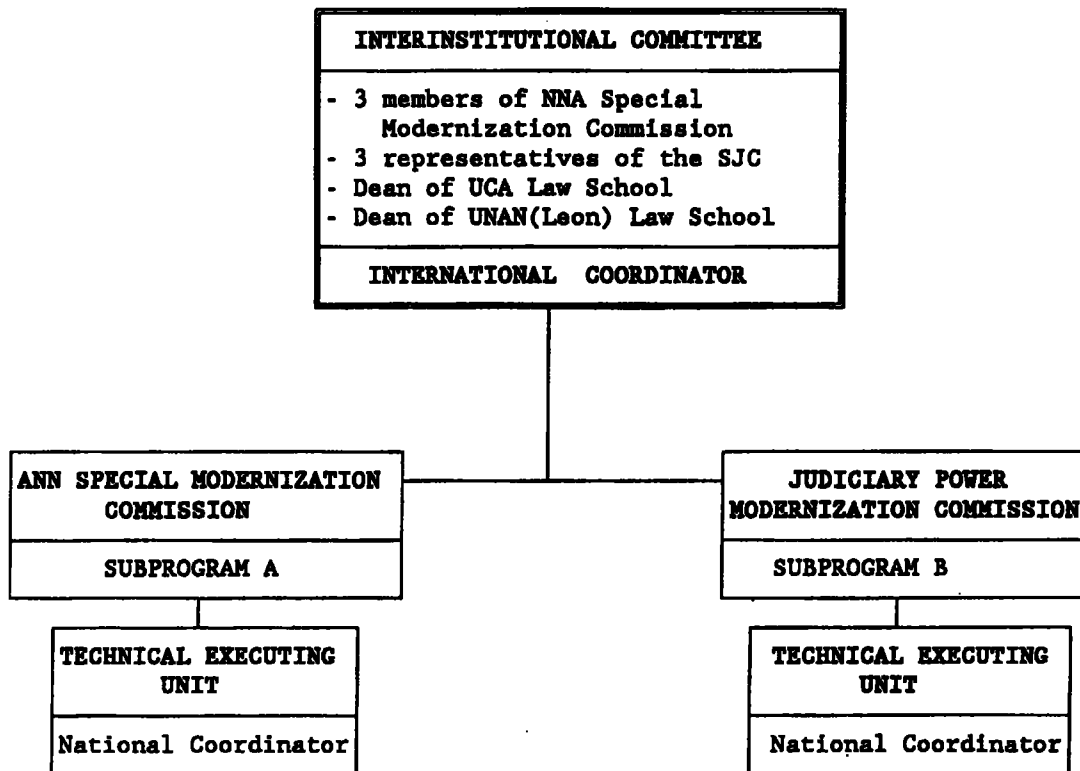 INTERINSTITUTIONAL COMMITTEE
- 3 members of NNA Special
Modernization Commission
- 3 representatives of the SJC
- Dean of UCA Law School
- Dean of UNAN(Leon) Law School
INTERNATIONAL COORDINATOR
ANN SPECIAL MODERNIZATION
COMMISSION
SUBPROGRAM A
TECHNICAL EXECUTING
UNIT
National Coordinator
JUDICIARY POWER
MODERNIZATION COMMISSION
SUBPROGRAM B
TECHNICAL EXECUTING
UNIT
National Coordinator